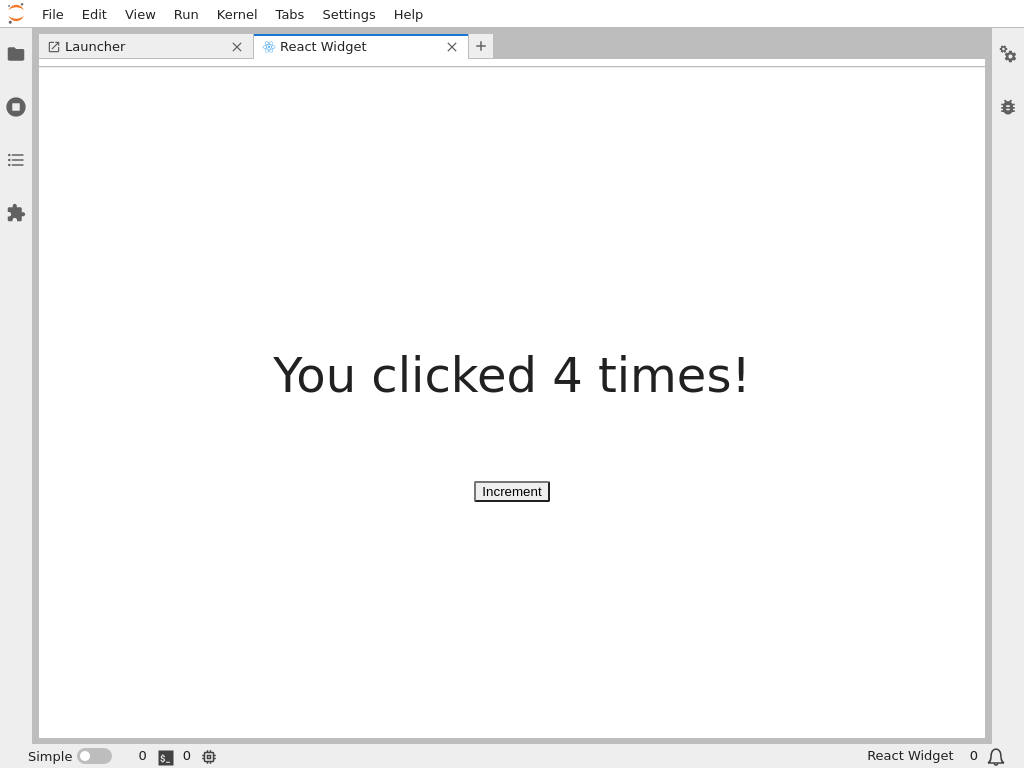 File Edit View Run Kernel Tabs Settings Help
Launcher React Widget
You clicked 4 times!
Increment
Simple 0 $_ 0 React Widget 0